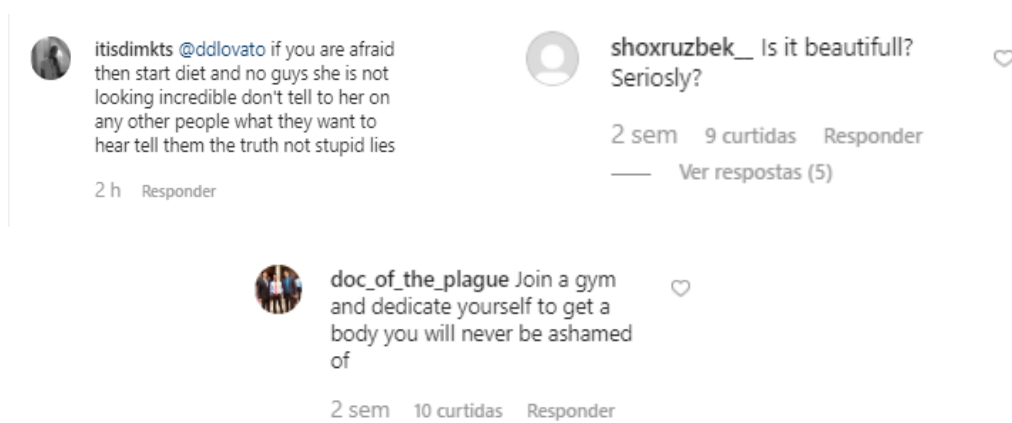 itisdimkts @ddlovato if you are afraid
then start diet and no guys she is not
looking incredible don't tell to her on
any other people what they want to
hear tell them the truth not stupid lies
2 h Responder
shoxruzbek__ Is it beautifull?
Seriosly?
2 sem 9 curtidas Responder
Ver respostas (5)
doc_of_the_plague Join a gym
and dedicate yourself to get a
body you will never be ashamed
of
2 sem 10 curtidas Responder